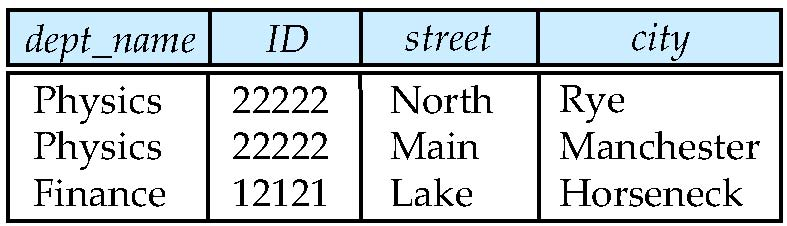 dept_name ID street city
Physics 22222 North Rye
Physics 22222 Main Manchester
Finance 12121 Lake Horseneck